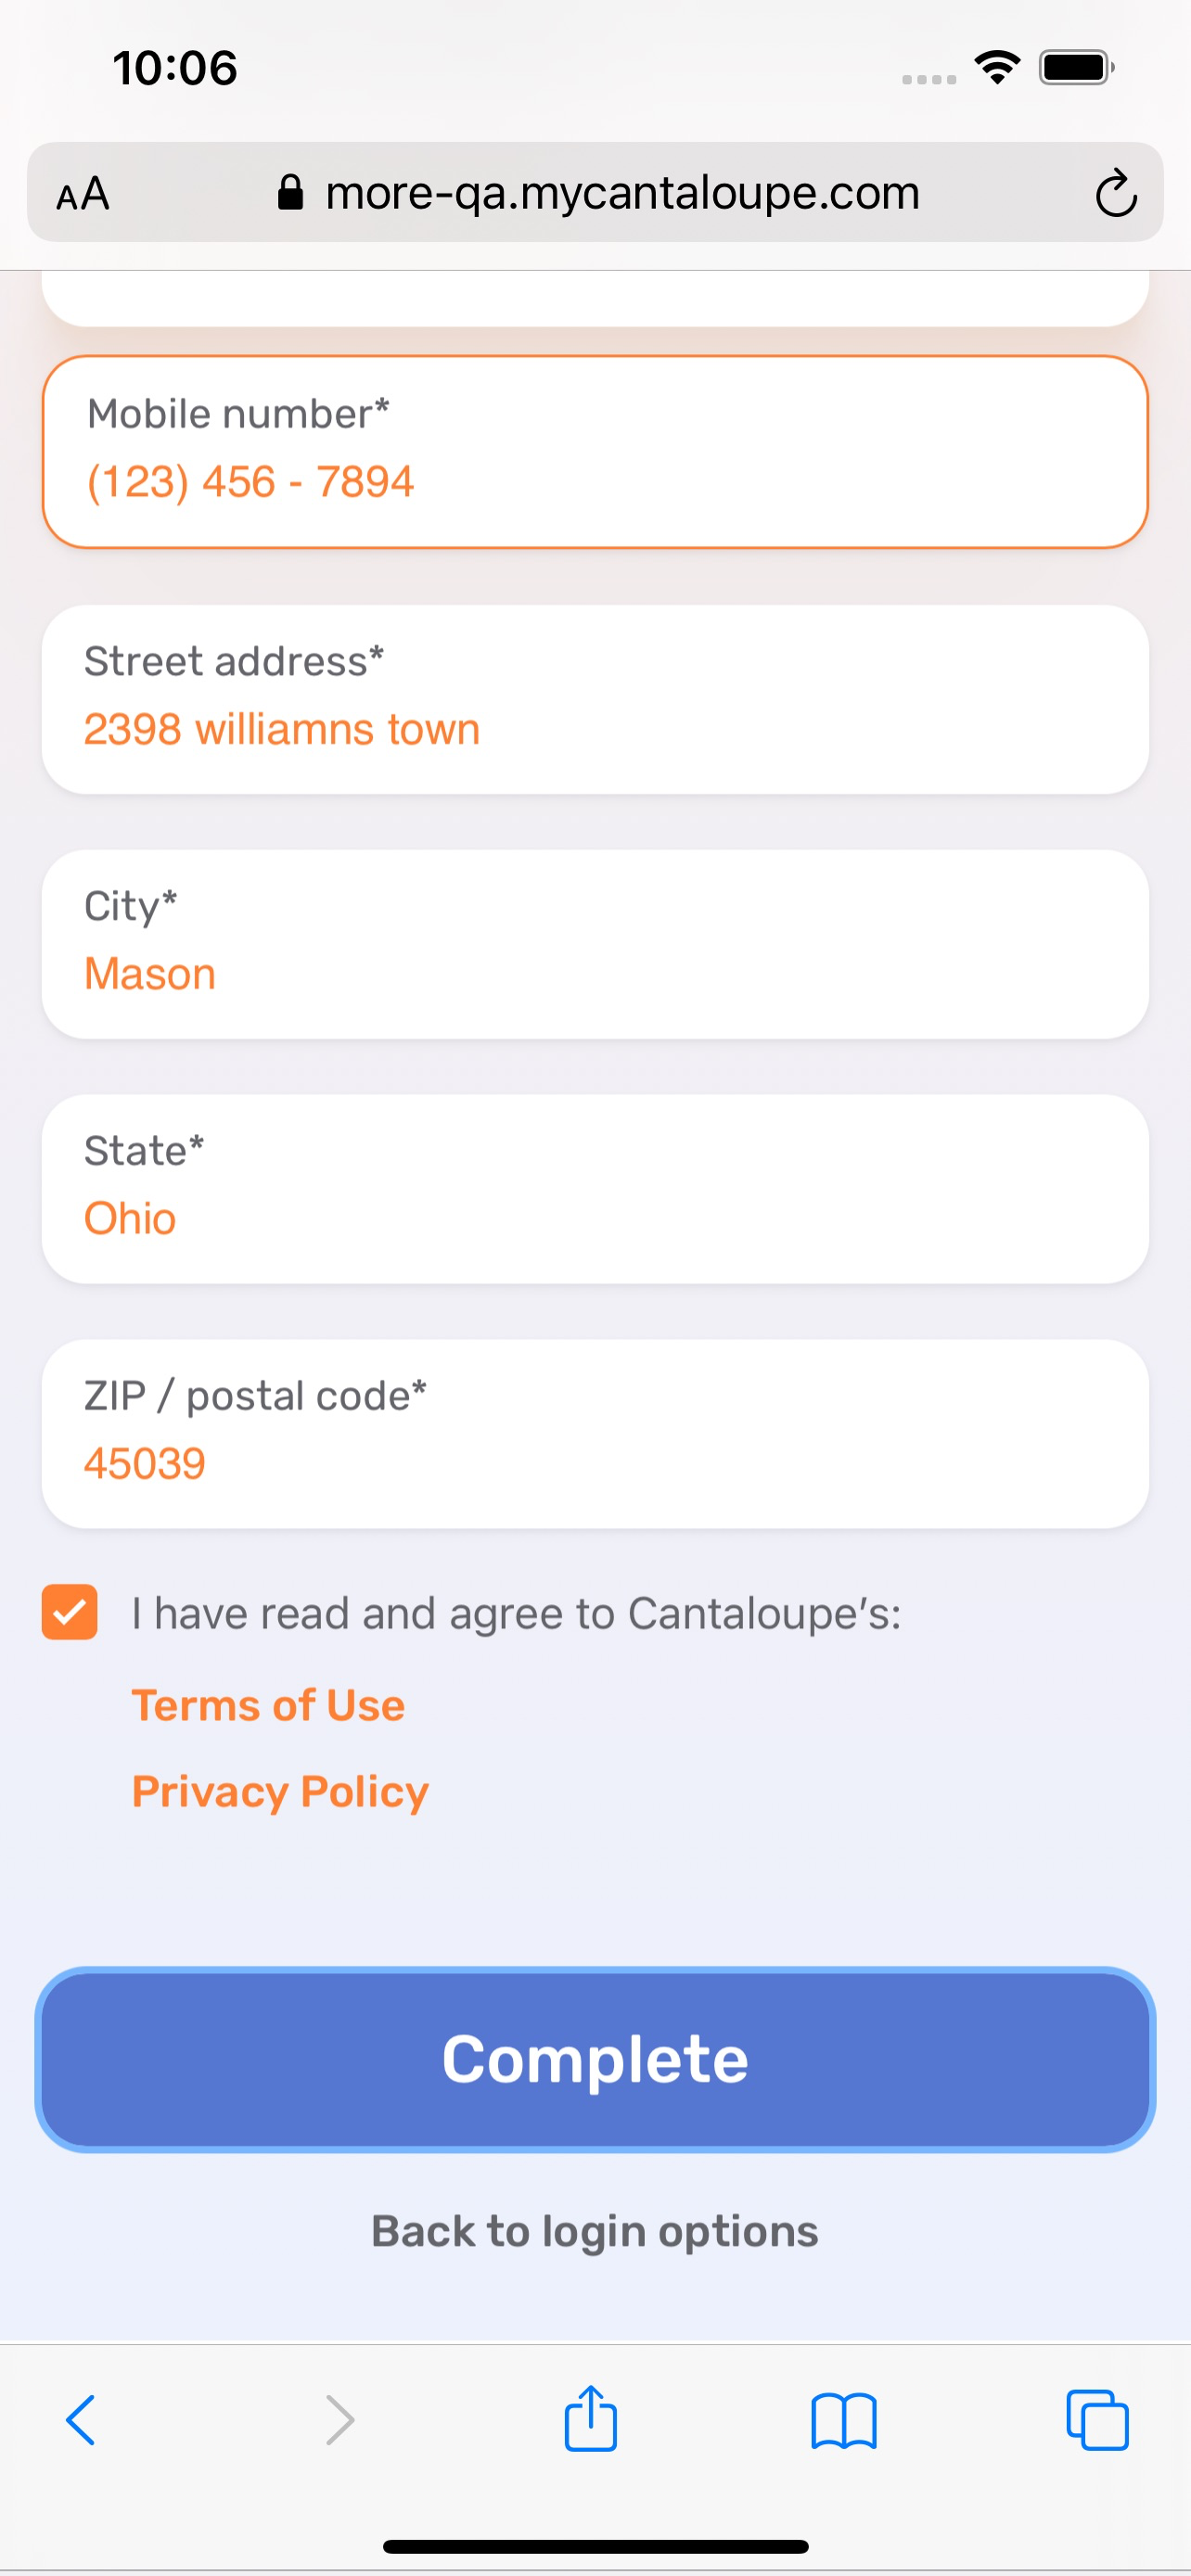 10:06
AA more-qa.mycantaloupe.com
Mobile number*
(123) 456 - 7894
Street address*
2398 williamns town
City*
Mason
State*
Ohio
ZIP / postal code*
45039
I have read and agree to Cantaloupe's:
Terms of Use
Privacy Policy
Complete
Back to login options